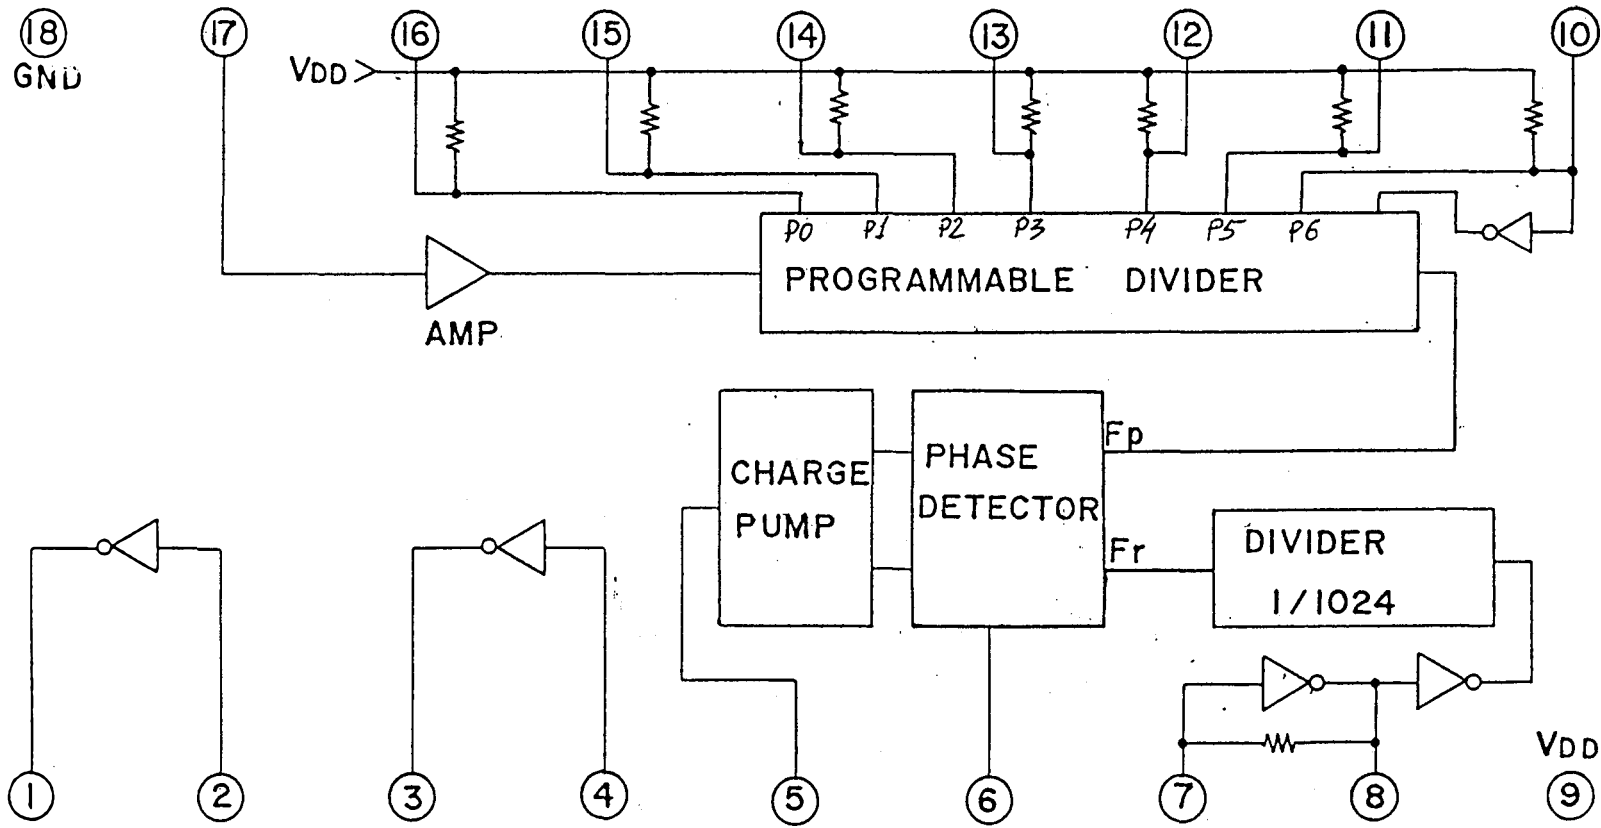 18 17 16 15 14 13 12 11 10
GND
VDD
P0 P1 P2 P3 P4 P5 P6
PROGRAMMABLE DIVIDER
AMP
Fp
CHARGE
PUMP
PHASE
DETECTOR
Fr
DIVIDER
1/1024
VDD
1 2 3 4 5 6 7 8 9